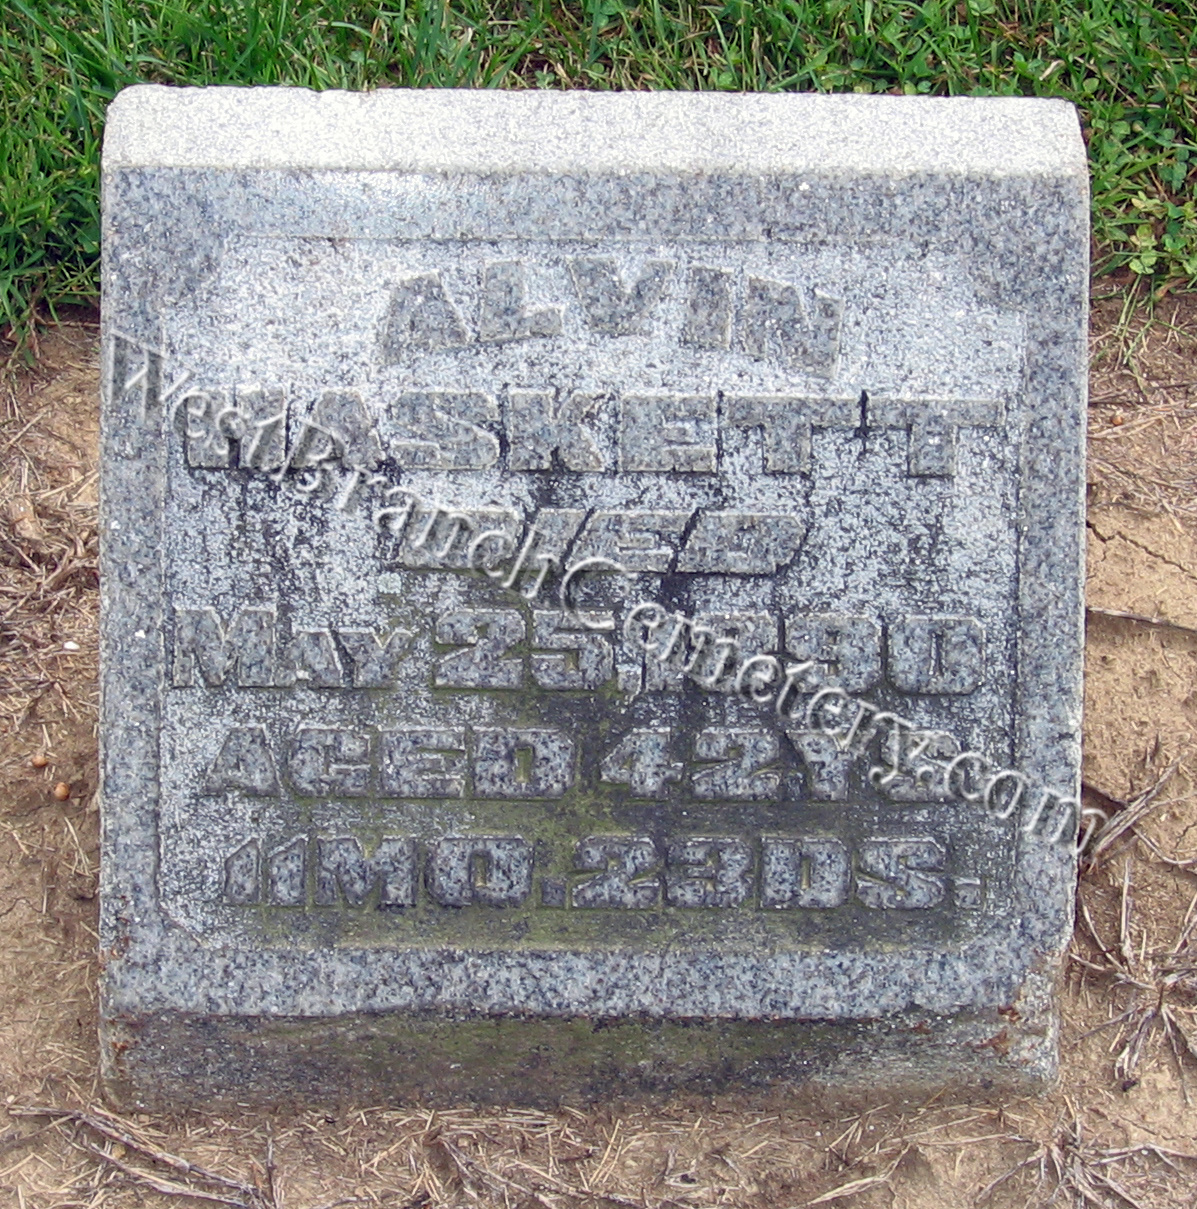 ALVIN
HASKETT
DIED
MAY 25, 1890
AGED 42 YS
11 MO. 23 DS.
WestBranchCemetery.com